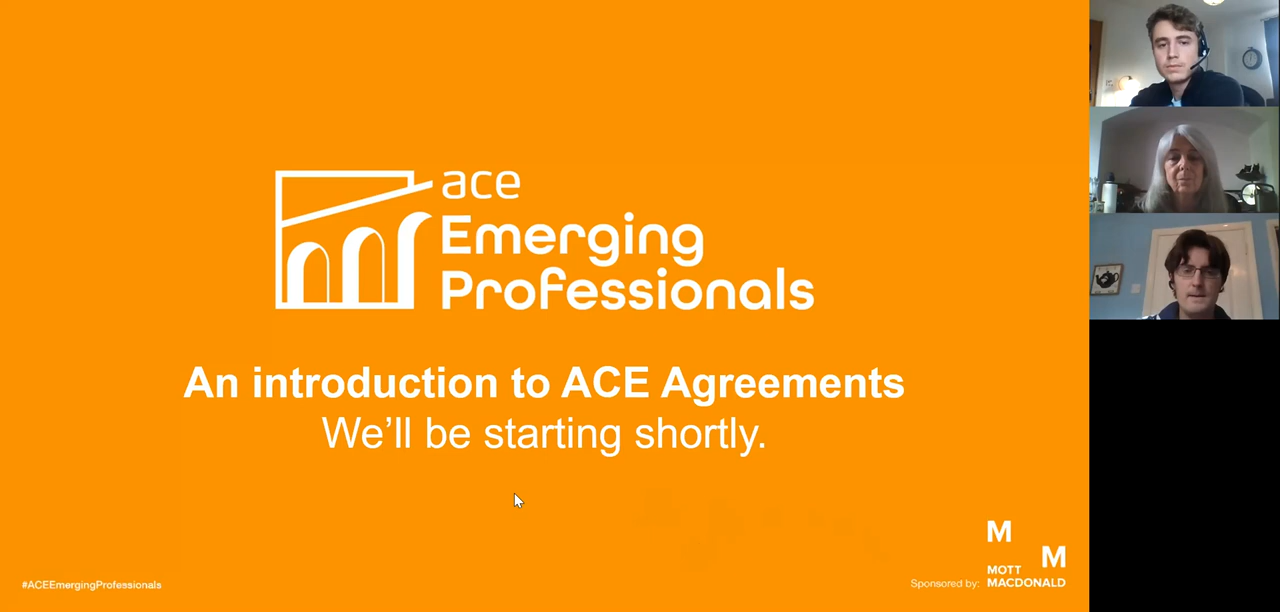 ace
Emerging
Professionals
An introduction to ACE Agreements
We'll be starting shortly.
#ACEEmergingProfessionals
Sponsored by:
M
M
MOTT
MACDONALD